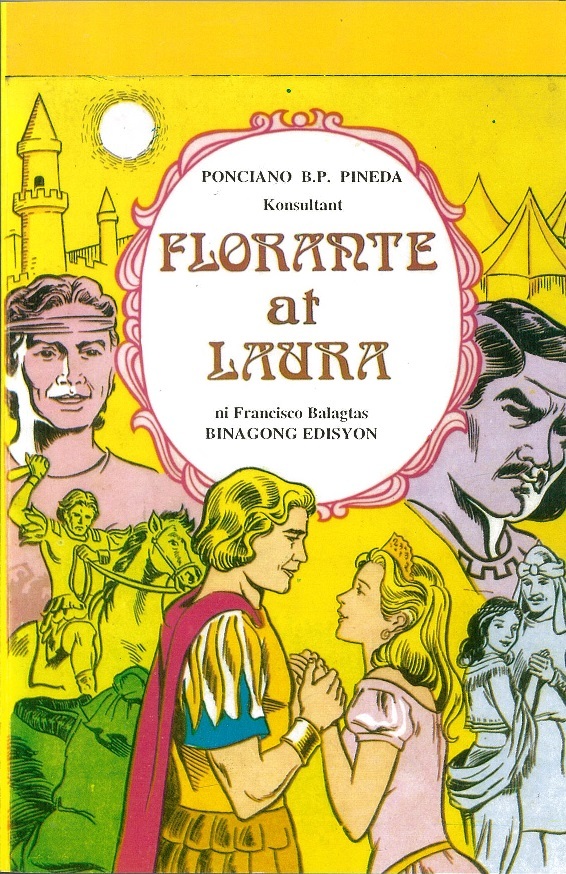 PONCIANO B.P. PINEDA
Konsultant
FLORANTE
at
LAURA
ni Francisco Balagtas
BINAGONG EDISYON